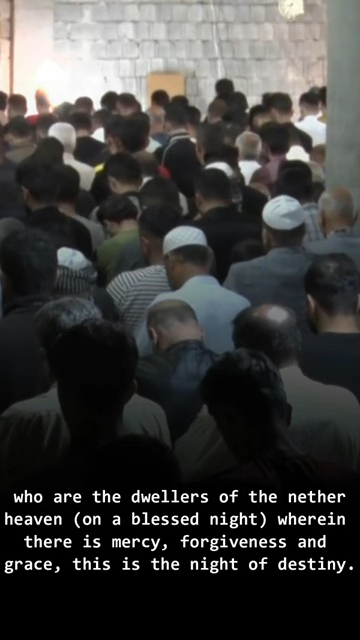 who are the dwellers of the nether
heaven (on a blessed night) wherein
there is mercy, forgiveness and
grace, this is the night of destiny.